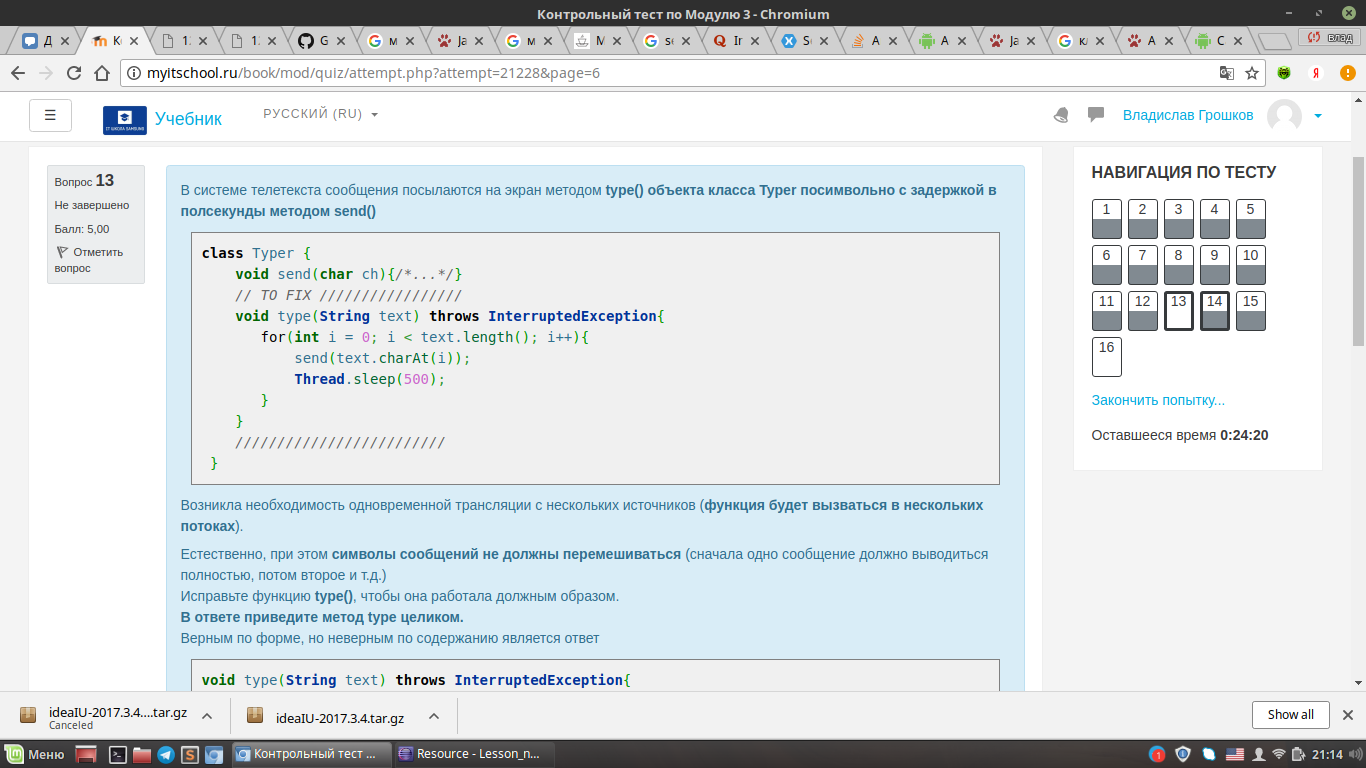 Контрольный тест по Модулю 3 - Chromium
Д
К
1
1
G
м
Ja
м
M
se
Ir
S
A
A
Ja
кл
A
C
влад
myitschool.ru/book/mod/quiz/attempt.php?attempt=21228&page=6
Учебник
РУССКИЙ (RU)
Владислав Грошков
Вопрос 13
Не завершено
Балл: 5,00
Отметить
вопрос
В системе телетекста сообщения посылаются на экран методом type() объекта класса Typer посимвольно с задержкой в
полсекунды методом send()
class Typer {
void send(char ch){/*...*/}
// TO FIX /////////////////
void type(String text) throws InterruptedException{
for(int i = 0; i < text.length(); i++){
send(text.charAt(i));
Thread.sleep(500);
}
}
/////////////////////////
}
Возникла необходимость одновременной трансляции с нескольких источников (функция будет вызваться в нескольких
потоках).
Естественно, при этом символы сообщений не должны перемешиваться (сначала одно сообщение должно выводиться
полностью, потом второе и т.д.)
Исправьте функцию type(), чтобы она работала должным образом.
В ответе приведите метод type целиком.
Верным по форме, но неверным по содержанию является ответ
void type(String text) throws InterruptedException{
НАВИГАЦИЯ ПО ТЕСТУ
1 2 3 4 5
6 7 8 9 10
11 12 13 14 15
16
Закончить попытку...
Оставшееся время 0:24:20
ideaIU-2017.3.4....tar.gz
Canceled
ideaIU-2017.3.4.tar.gz
Show all
Меню
Контрольный тест ...
Resource - Lesson_n...
1
21:14